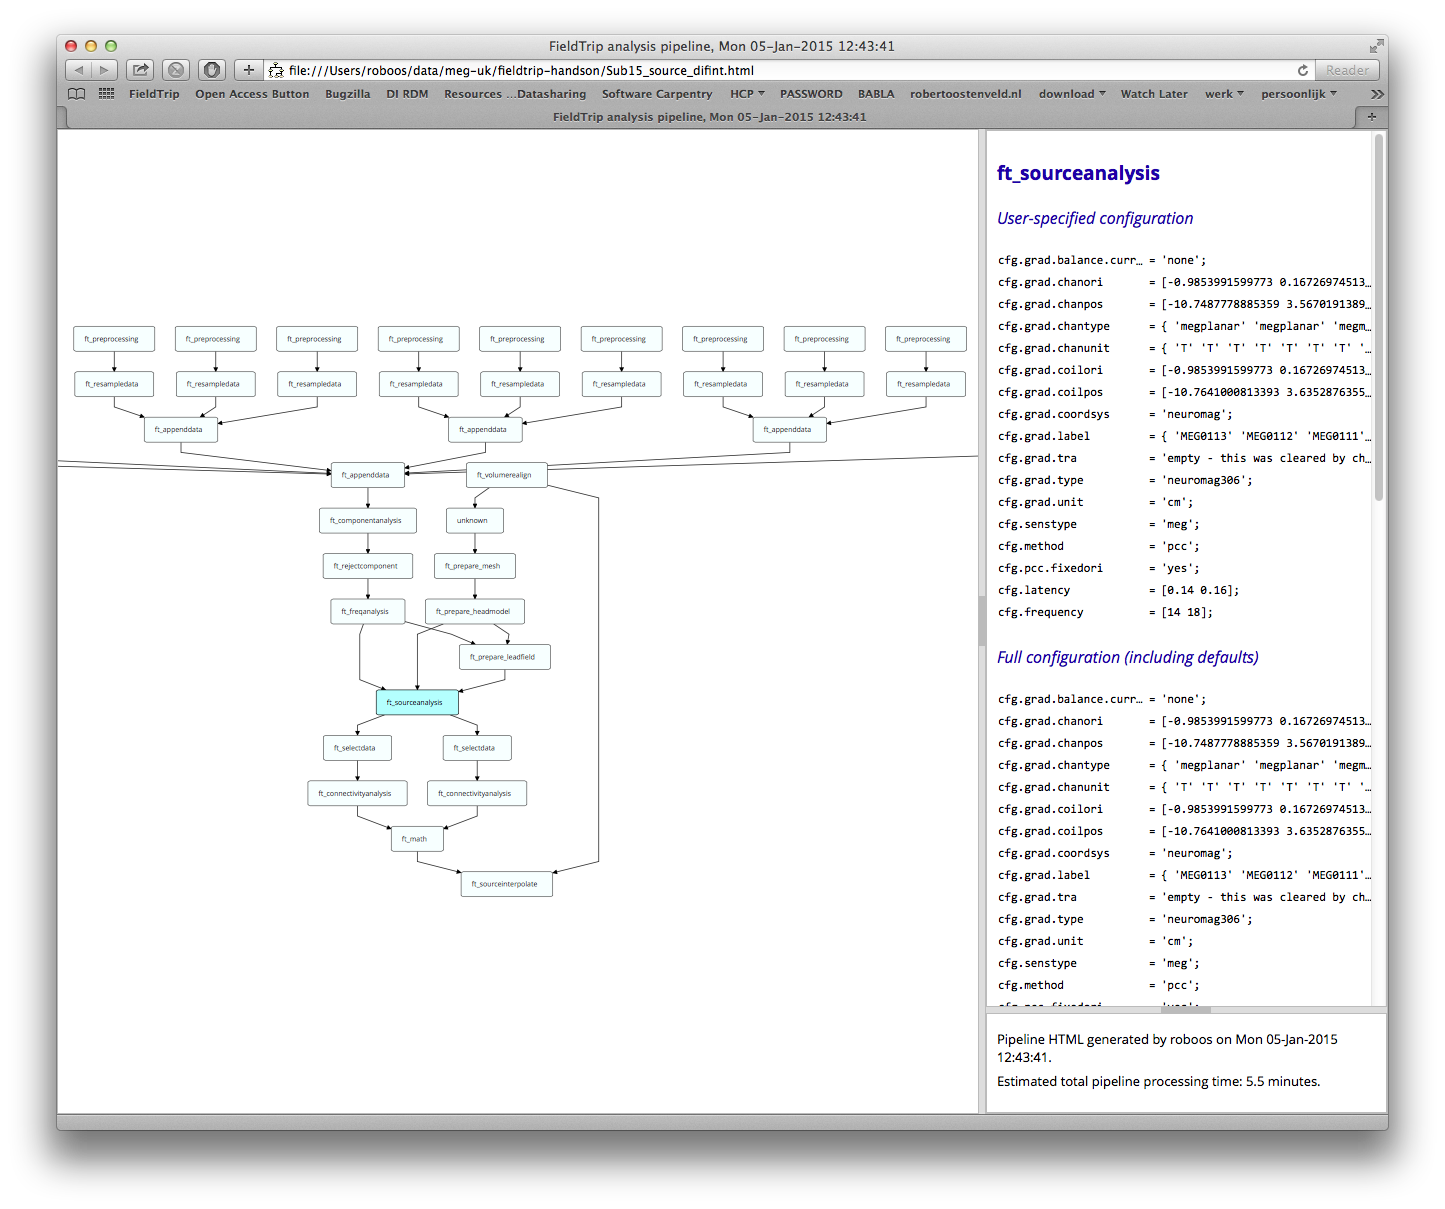 FieldTrip analysis pipeline, Mon 05-Jan-2015 12:43:41
file:///Users/roboos/data/meg-uk/fieldtrip-handson/Sub15_source_difint.html
Reader
FieldTrip Open Access Button Bugzilla DI RDM Resources ...Datasharing Software Carpentry HCP PASSWORD BABLA robertoostenveld.nl download Watch Later werk persoonlijk
FieldTrip analysis pipeline, Mon 05-Jan-2015 12:43:41
ft_preprocessing ft_preprocessing ft_preprocessing ft_preprocessing ft_preprocessing ft_preprocessing ft_preprocessing ft_preprocessing ft_preprocessing
ft_resampledata ft_resampledata ft_resampledata ft_resampledata ft_resampledata ft_resampledata ft_resampledata ft_resampledata ft_resampledata
ft_appenddata ft_appenddata ft_appenddata
ft_appenddata ft_volumerealign
ft_componentanalysis unknown
ft_rejectcomponent ft_prepare_mesh
ft_freqanalysis ft_prepare_headmodel
ft_prepare_leadfield
ft_sourceanalysis
ft_selectdata ft_selectdata
ft_connectivityanalysis ft_connectivityanalysis
ft_math
ft_sourceinterpolate
ft_sourceanalysis
User-specified configuration
cfg.grad.balance.curr… = 'none';
cfg.grad.chanori = [-0.9853991599773 0.16726974513…
cfg.grad.chanpos = [-10.7487778885359 3.5670191389…
cfg.grad.chantype = { 'megplanar' 'megplanar' 'megm…
cfg.grad.chanunit = { 'T' 'T' 'T' 'T' 'T' 'T' 'T' '…
cfg.grad.coilori = [-0.9853991599773 0.16726974513…
cfg.grad.coilpos = [-10.7641000813393 3.6352876355…
cfg.grad.coordsys = 'neuromag';
cfg.grad.label = { 'MEG0113' 'MEG0112' 'MEG0111'…
cfg.grad.tra = 'empty - this was cleared by ch…
cfg.grad.type = 'neuromag306';
cfg.grad.unit = 'cm';
cfg.senstype = 'meg';
cfg.method = 'pcc';
cfg.pcc.fixedori = 'yes';
cfg.latency = [0.14 0.16];
cfg.frequency = [14 18];
Full configuration (including defaults)
cfg.grad.balance.curr… = 'none';
cfg.grad.chanori = [-0.9853991599773 0.16726974513…
cfg.grad.chanpos = [-10.7487778885359 3.5670191389…
cfg.grad.chantype = { 'megplanar' 'megplanar' 'megm…
cfg.grad.chanunit = { 'T' 'T' 'T' 'T' 'T' 'T' 'T' '…
cfg.grad.coilori = [-0.9853991599773 0.16726974513…
cfg.grad.coilpos = [-10.7641000813393 3.6352876355…
cfg.grad.coordsys = 'neuromag';
cfg.grad.label = { 'MEG0113' 'MEG0112' 'MEG0111'…
cfg.grad.tra = 'empty - this was cleared by ch…
cfg.grad.type = 'neuromag306';
cfg.grad.unit = 'cm';
cfg.senstype = 'meg';
cfg.method = 'pcc';
cfg.pcc.fixedori = 'yes';
Pipeline HTML generated by roboos on Mon 05-Jan-2015
12:43:41.
Estimated total pipeline processing time: 5.5 minutes.